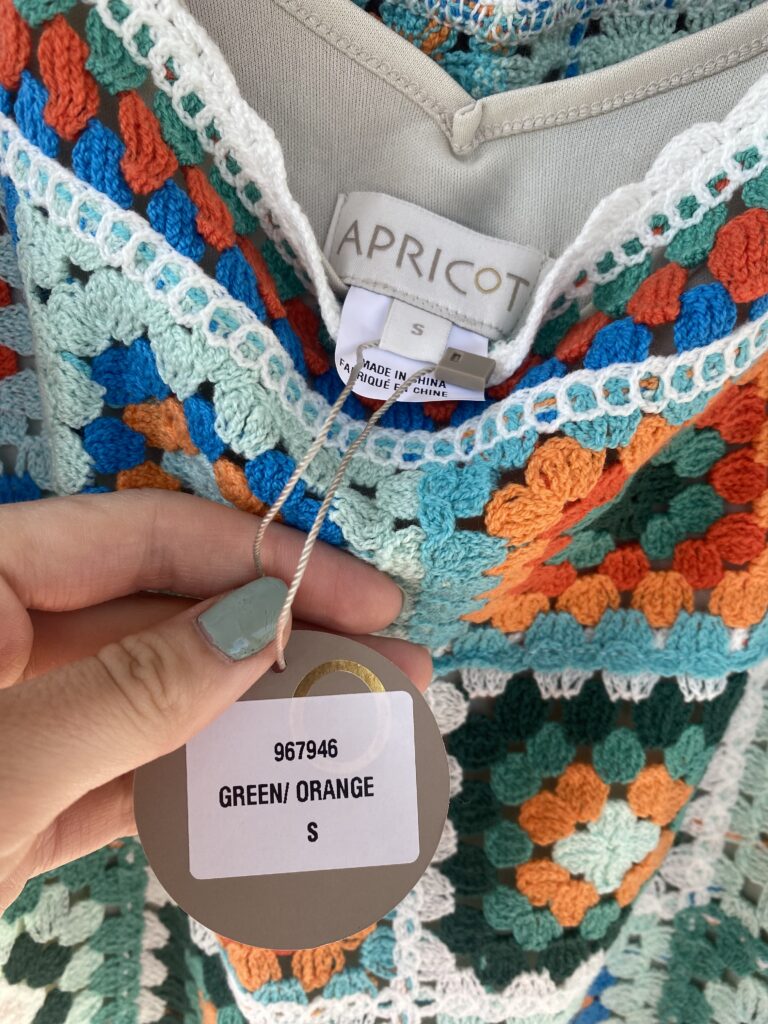 APRICOT
S
MADE IN CHINA
FABRIQUÉ EN CHINE
967946
GREEN/ ORANGE
S